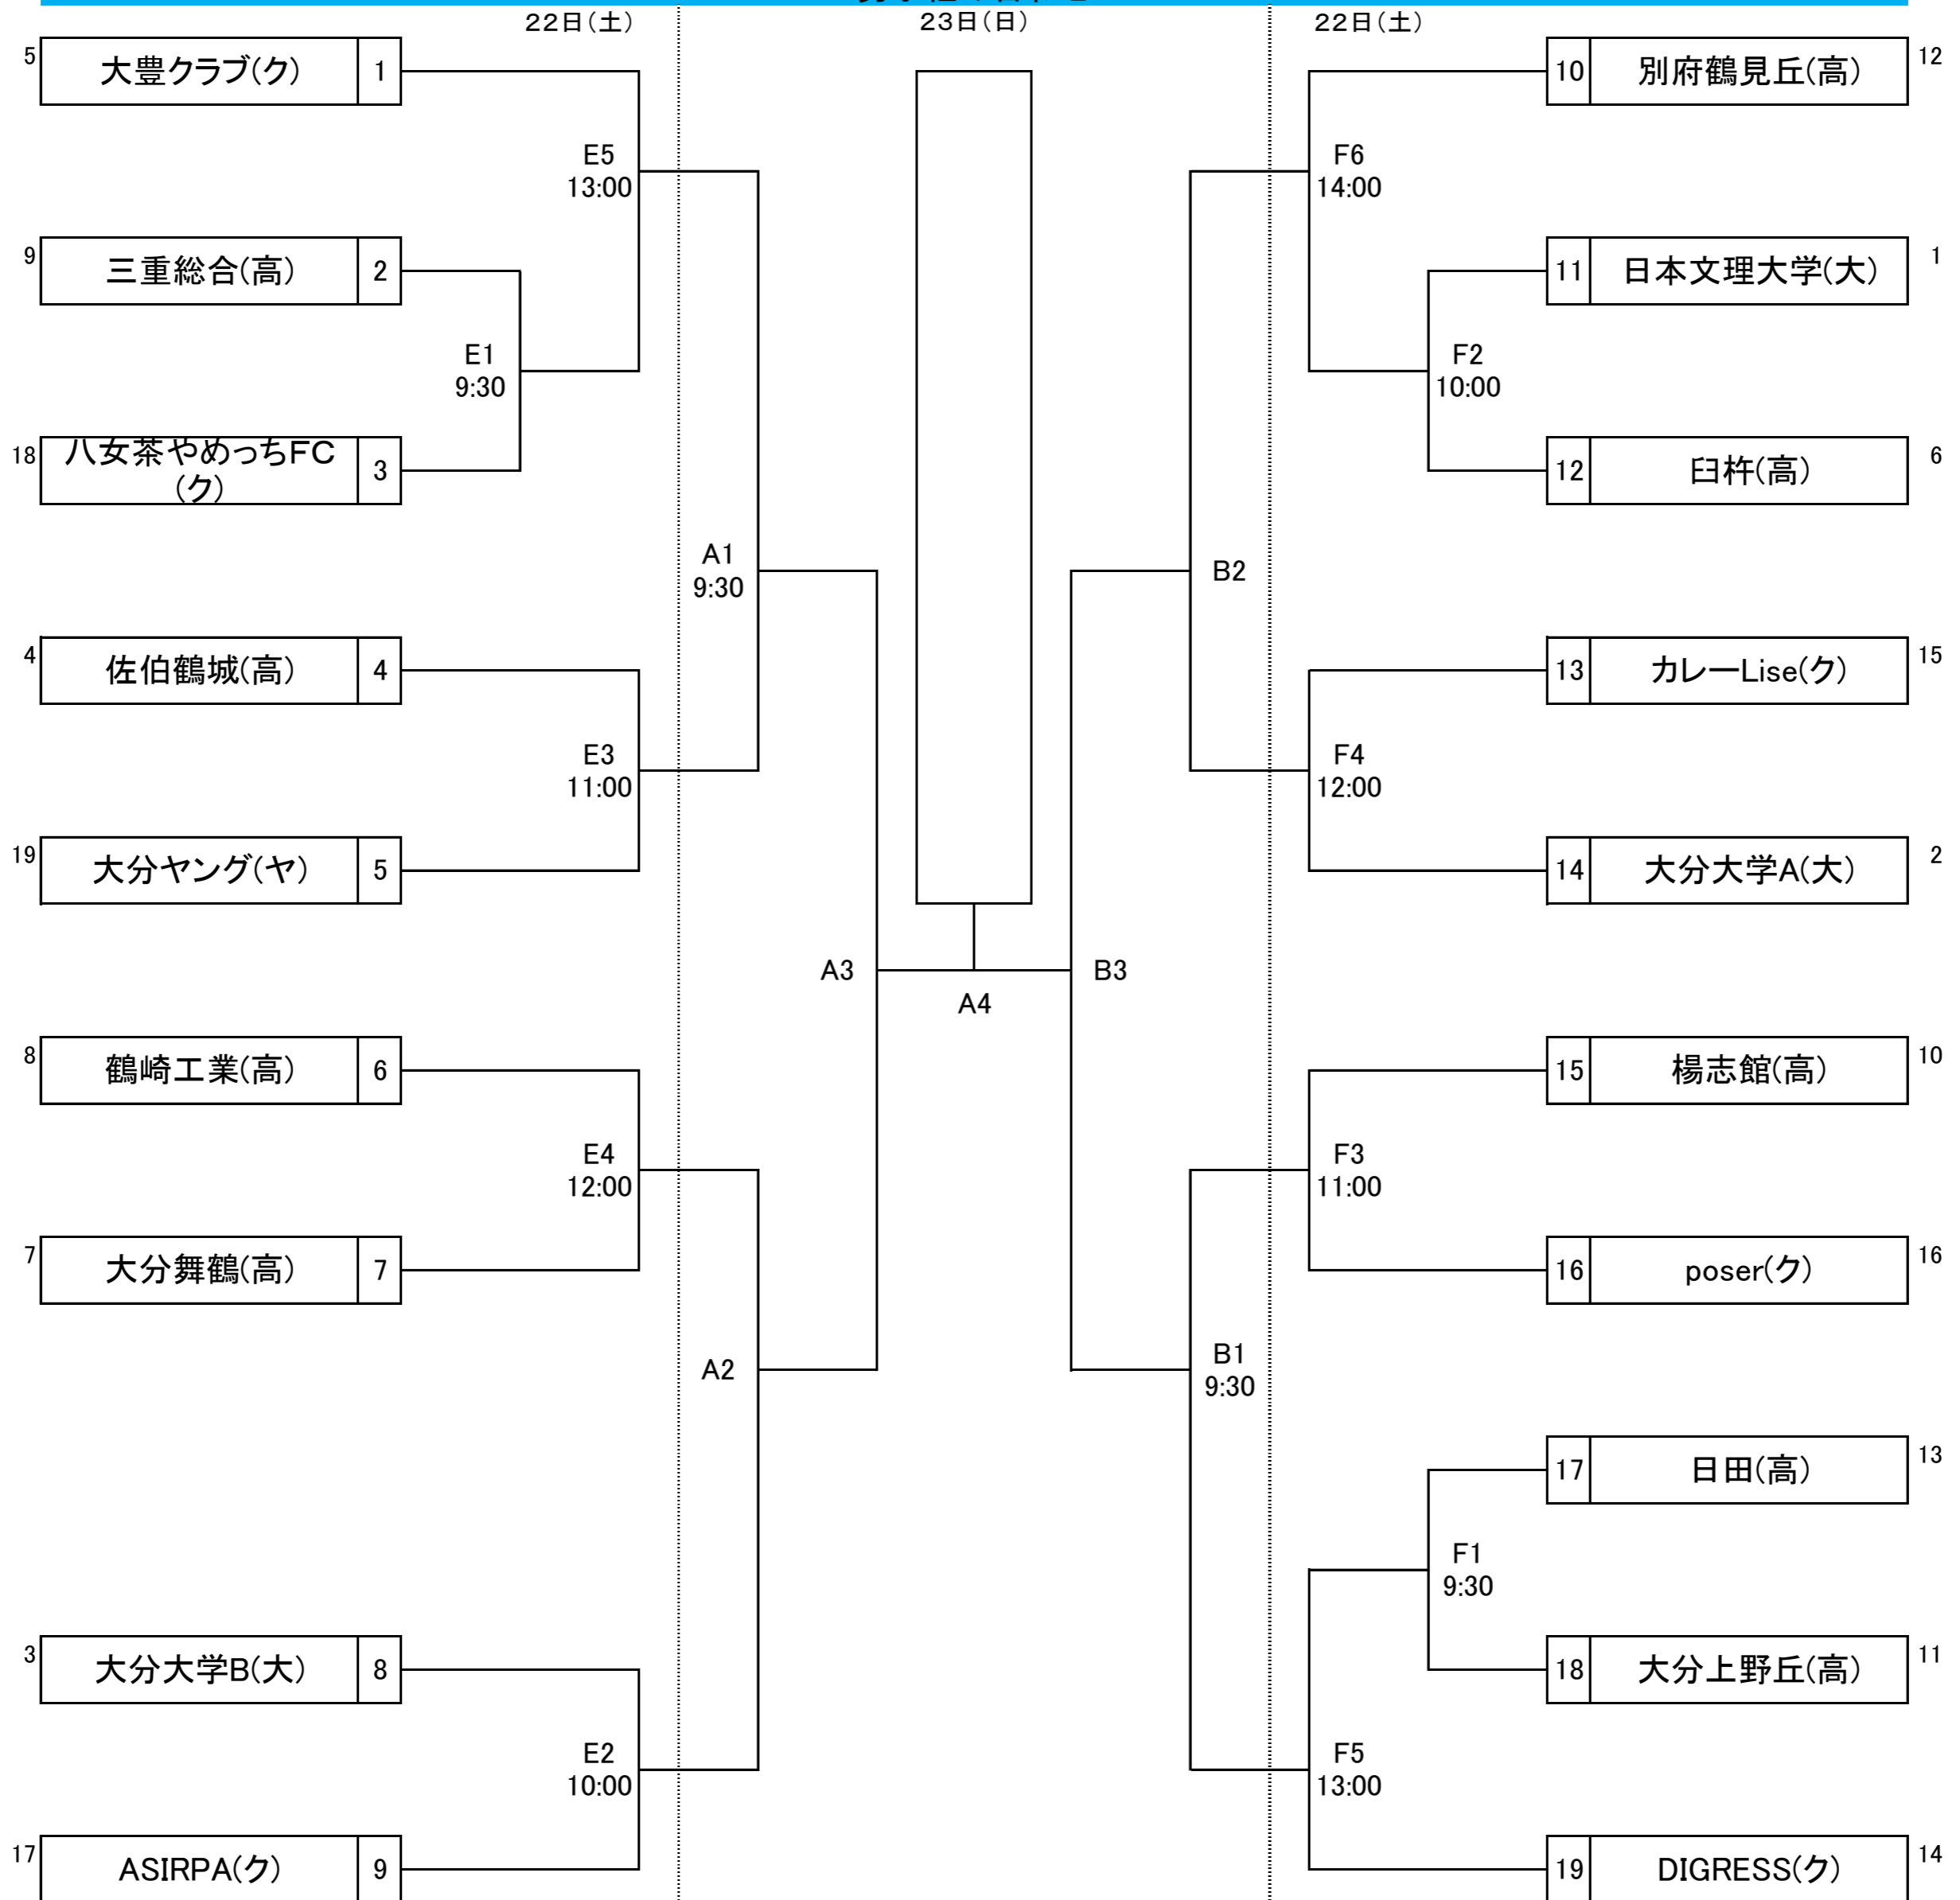 22日(土)
23日(日)
22日(土)
5
大豊クラブ(ク)
1
E5
13:00
9
三重総合(高)
2
E1
9:30
18
八女茶やめっちFC
(ク)
3
A1
9:30
4
佐伯鶴城(高)
4
E3
11:00
19
大分ヤング(ヤ)
5
A3
8
鶴崎工業(高)
6
E4
12:00
7
大分舞鶴(高)
7
A2
3
大分大学B(大)
8
E2
10:00
17
ASIRPA(ク)
9
A4
10
別府鶴見丘(高)
12
F6
14:00
11
日本文理大学(大)
1
F2
10:00
12
臼杵(高)
6
B2
13
カレーLise(ク)
15
F4
12:00
14
大分大学A(大)
2
B3
15
楊志館(高)
10
F3
11:00
16
poser(ク)
16
B1
9:30
17
日田(高)
13
F1
9:30
18
大分上野丘(高)
11
F5
13:00
19
DIGRESS(ク)
14